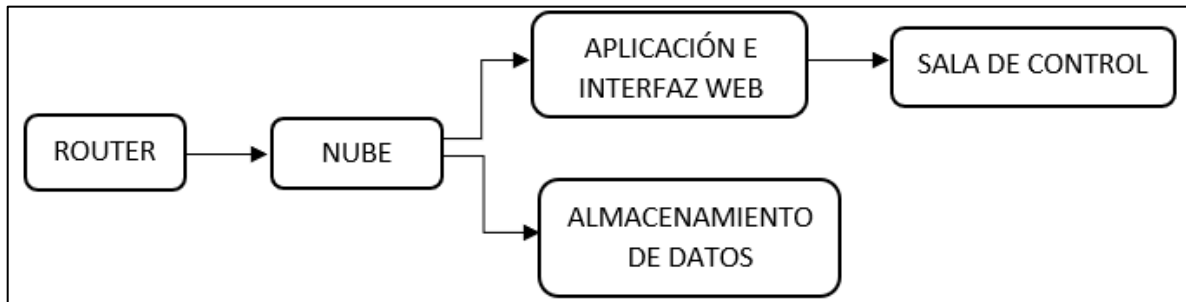 ROUTER
NUBE
APLICACIÓN E
INTERFAZ WEB
SALA DE CONTROL
ALMACENAMIENTO
DE DATOS